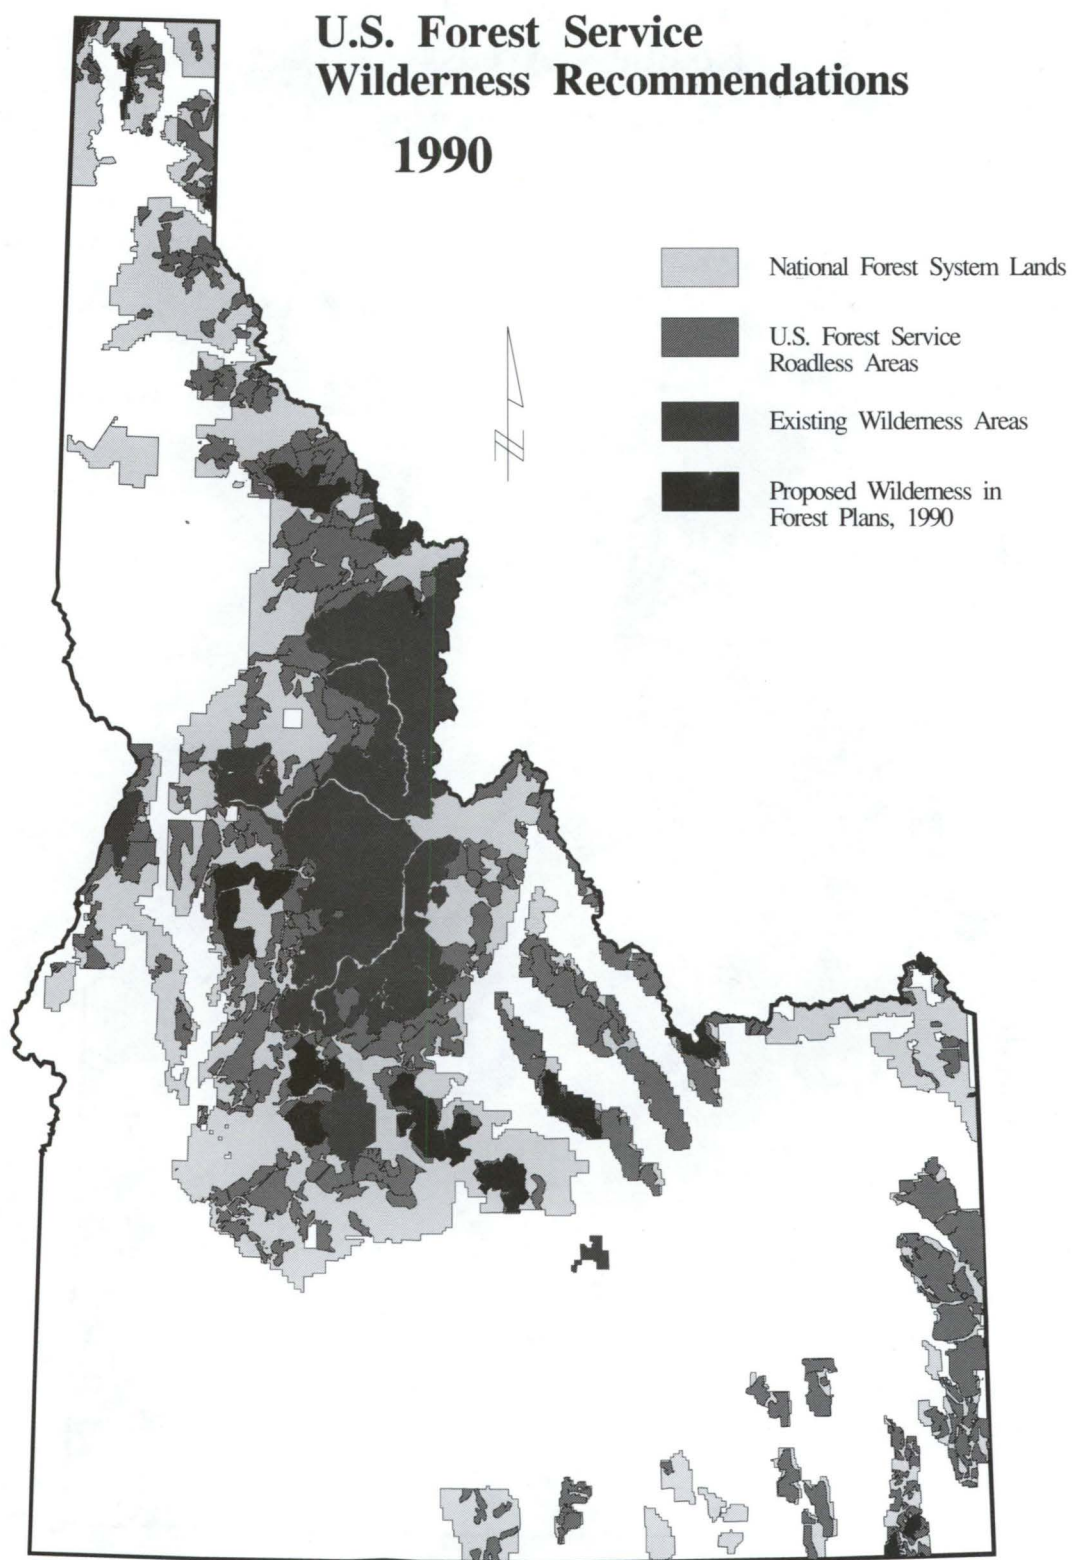 U.S. Forest Service
Wilderness Recommendations
1990
National Forest System Lands
U.S. Forest Service
Roadless Areas
Existing Wilderness Areas
Proposed Wilderness in
Forest Plans, 1990